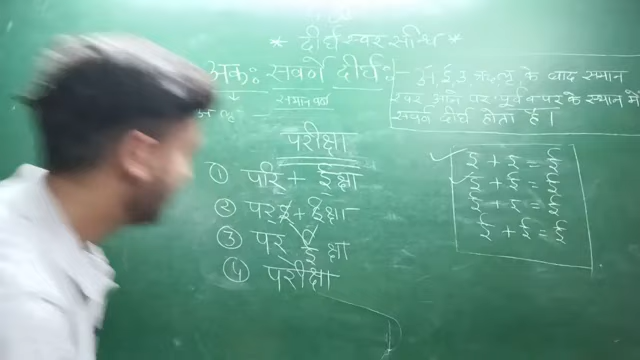 * दीर्घ स्वर सन्धि *
अकः सवर्णे दीर्घः :- अ, इ, उ, ऋ, लृ के बाद समान
स्वर आने पर पूर्व + पर के स्थान में
सवर्ण दीर्घ होता है।
समान वर्ण
परीक्षा
① परि + ईक्षा
② पर् इ + ईक्षा
③ पर् ई क्षा
④ परीक्षा
इ + इ = ई
इ + ई = ई
ई + इ = ई
ई + ई = ई